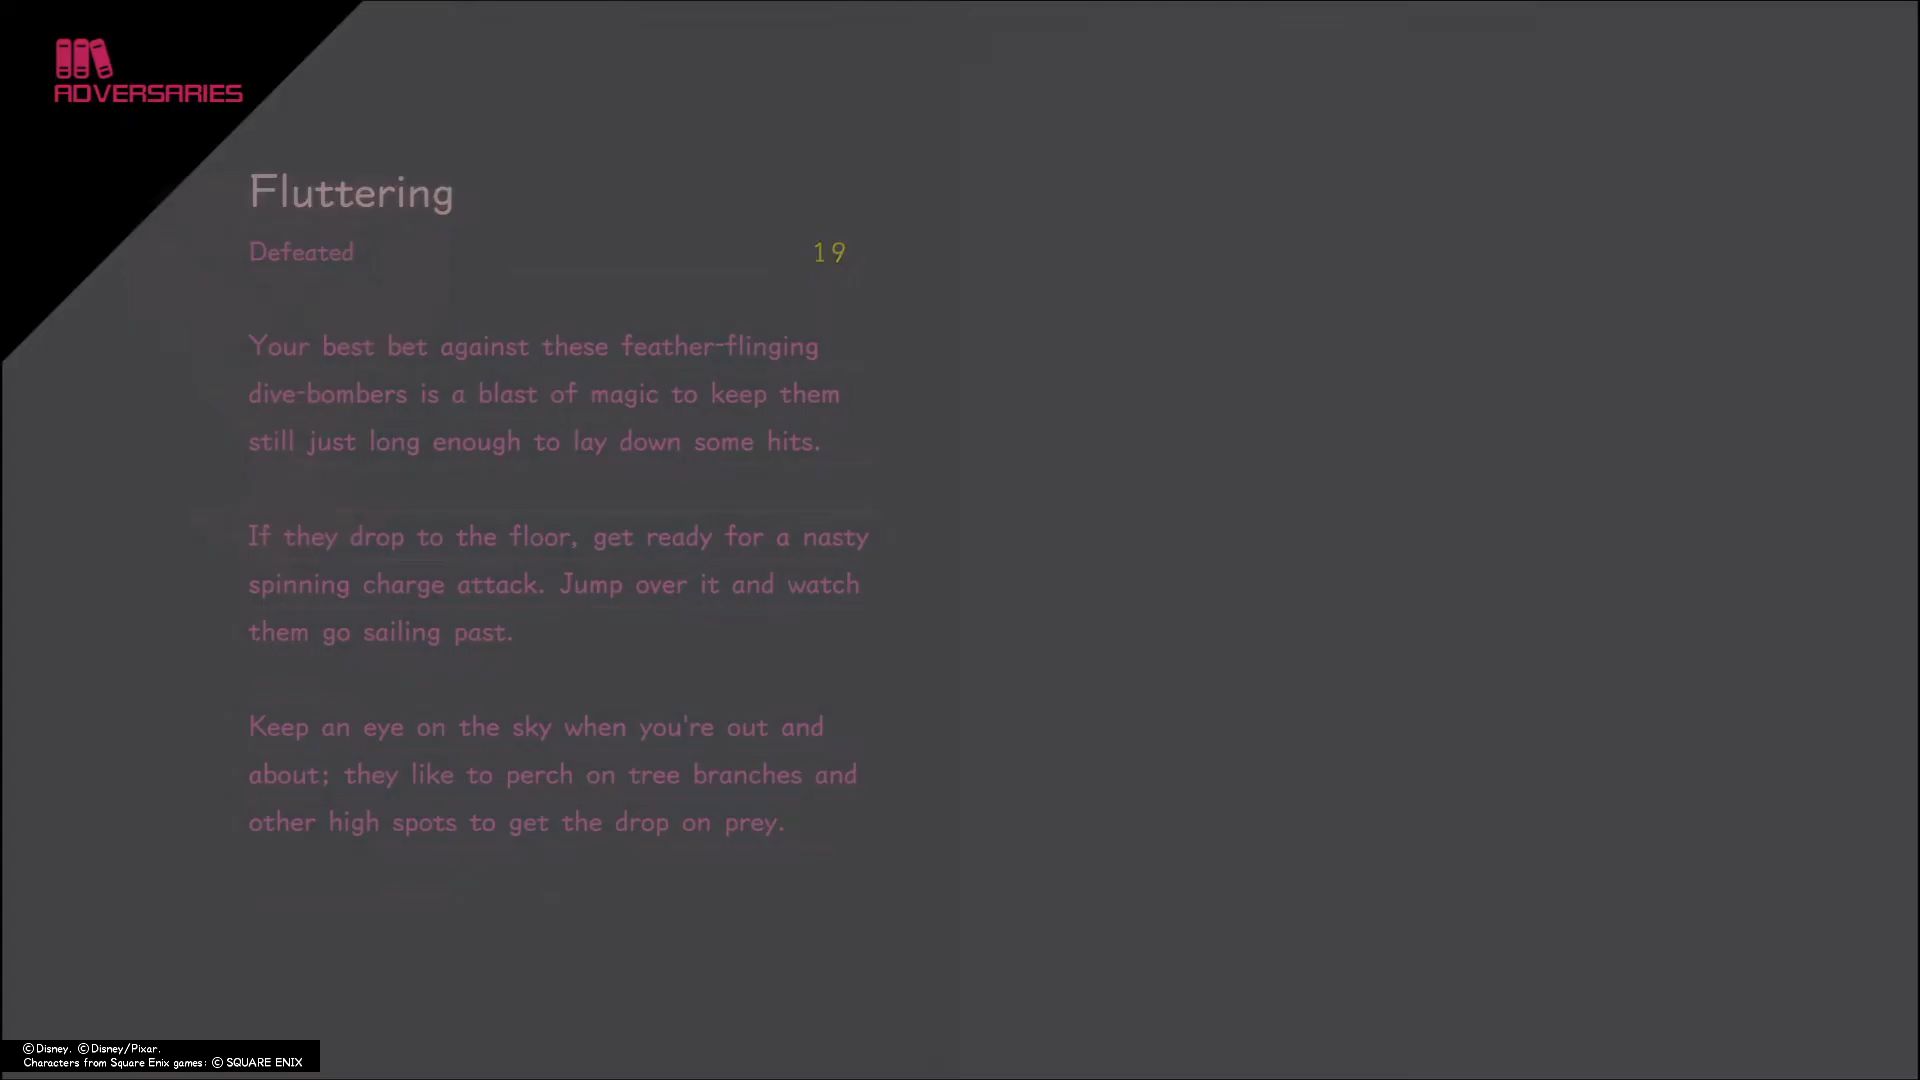 ADVERSARIES
Fluttering
Defeated 19
Your best bet against these feather-flinging
dive-bombers is a blast of magic to keep them
still just long enough to lay down some hits.
If they drop to the floor, get ready for a nasty
spinning charge attack. Jump over it and watch
them go sailing past.
Keep an eye on the sky when you're out and
about; they like to perch on tree branches and
other high spots to get the drop on prey.
©Disney. ©Disney/Pixar.
Characters from Square Enix games: © SQUARE ENIX